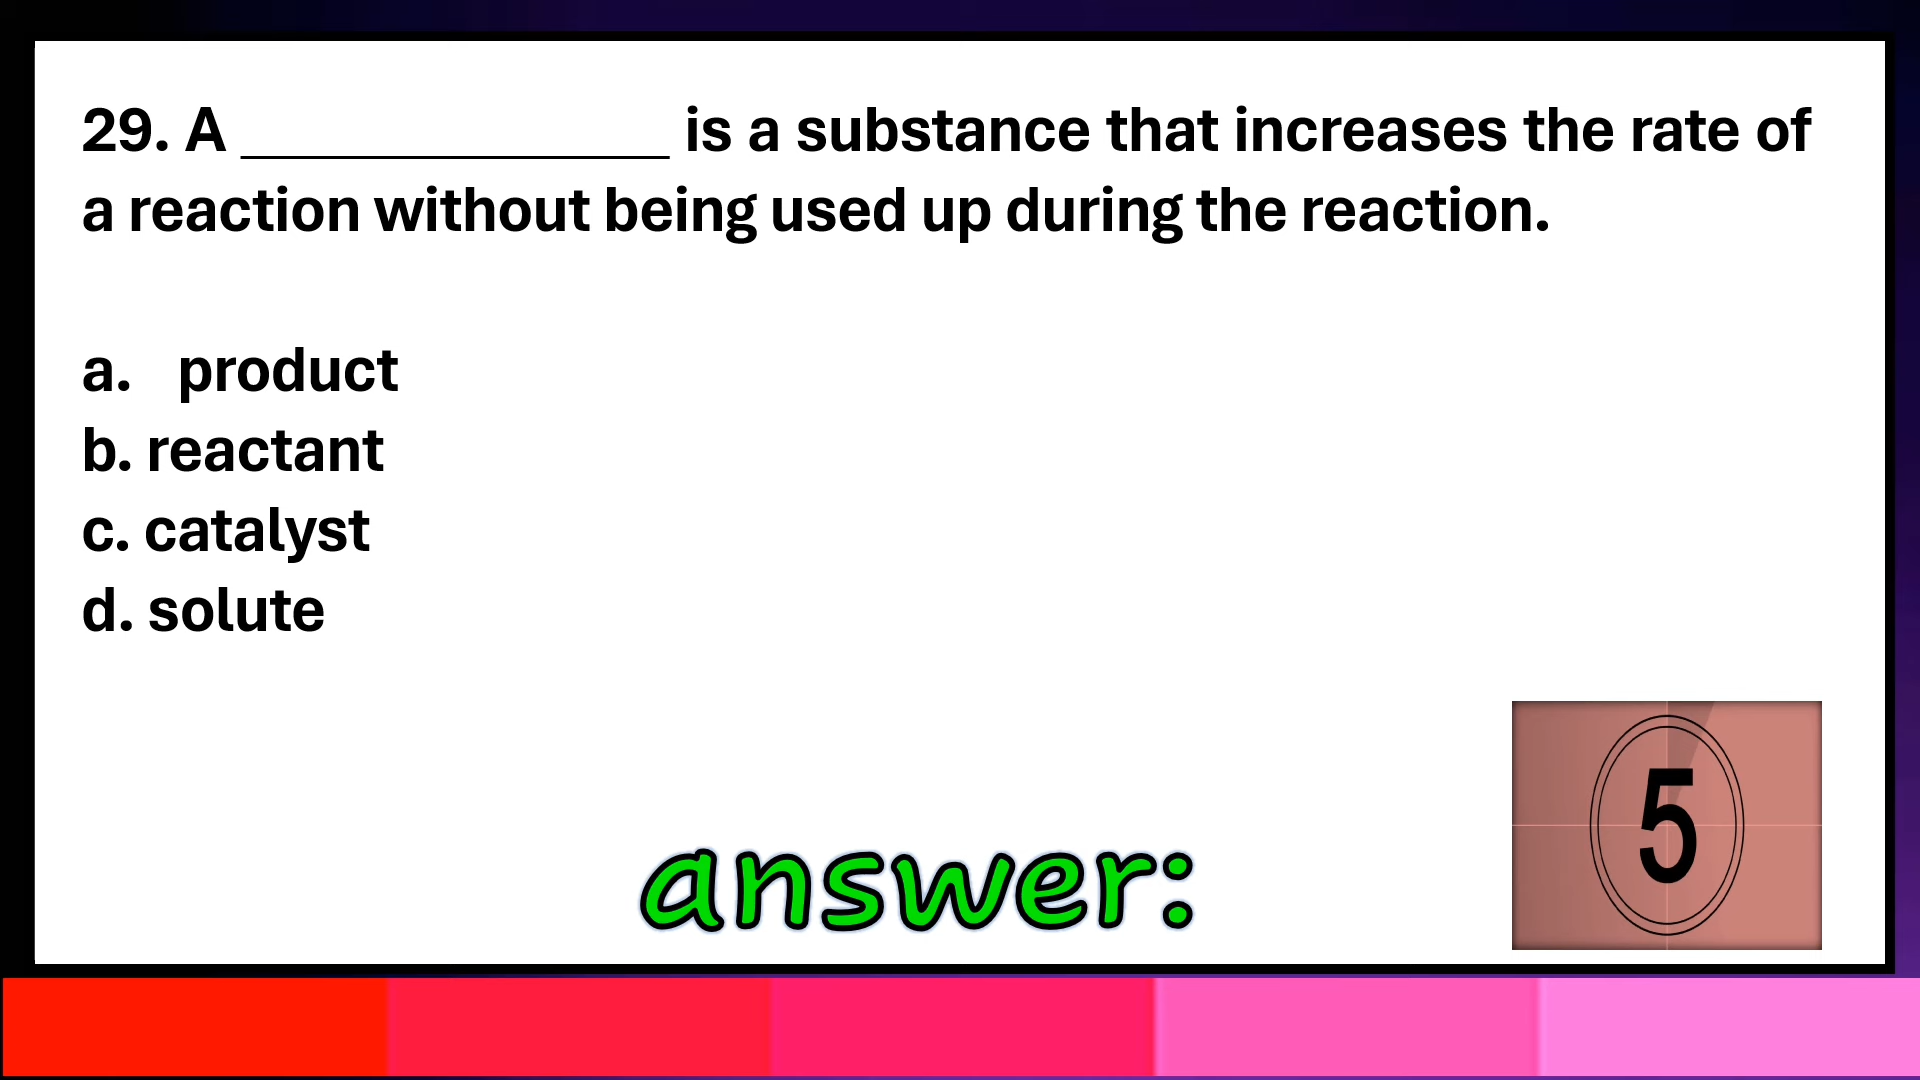 29. A ______________ is a substance that increases the rate of
a reaction without being used up during the reaction.
a. product
b. reactant
c. catalyst
d. solute
answer:
5